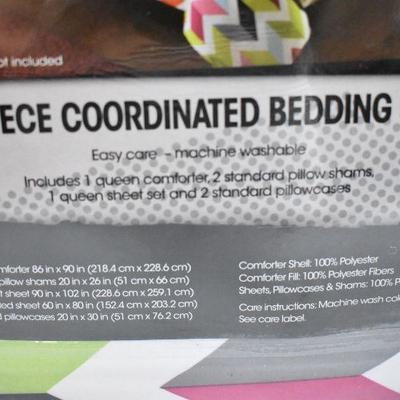 ot included
ECE COORDINATED BEDDING
Easy care - machine washable
Includes 1 queen comforter, 2 standard pillow shams,
1 queen sheet set and 2 standard pillowcases
mforter 86 in x 90 in (218.4 cm x 228.6 cm)
pillow shams 20 in x 26 in (51 cm x 66 cm)
t sheet 90 in x 102 in (228.6 cm x 259.1 cm)
ed sheet 60 in x 80 in (152.4 cm x 203.2 cm)
d pillowcases 20 in x 30 in (51 cm x 76.2 cm)
Comforter Shell: 100% Polyester
Comforter Fill: 100% Polyester Fibers
Sheets, Pillowcases & Shams: 100% P
Care instructions: Machine wash col
See care label.